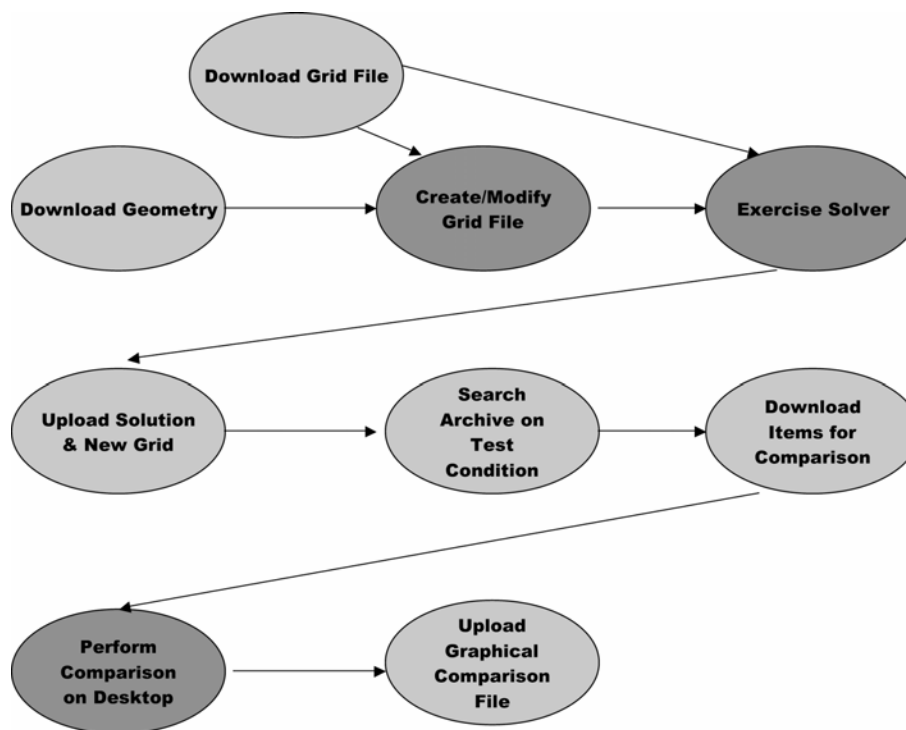 Download Grid File
Download Geometry
Create/Modify
Grid File
Exercise Solver
Upload Solution
& New Grid
Search
Archive on
Test
Condition
Download
Items for
Comparison
Perform
Comparison
on Desktop
Upload
Graphical
Comparison
File